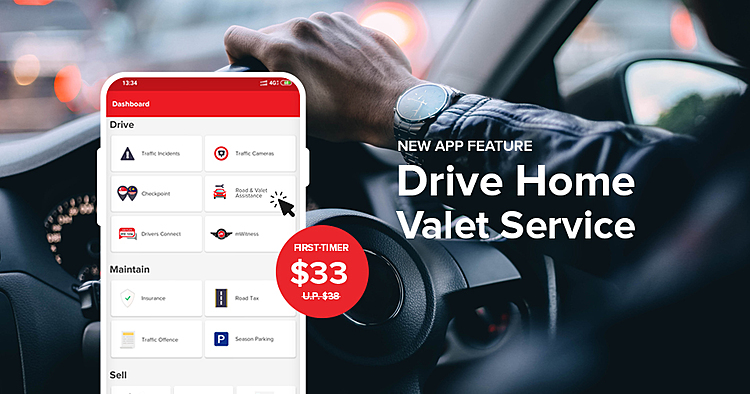 13:34
4G
Dashboard
Drive
Traffic Incidents
Traffic Cameras
Checkpoint
Road & Valet
Assistance
Drivers Connect
mWitness
Maintain
Insurance
Road Tax
Traffic Offence
P
Season Parking
Sell
NEW APP FEATURE
Drive Home
Valet Service
FIRST-TIMER
$33
U.P. $38